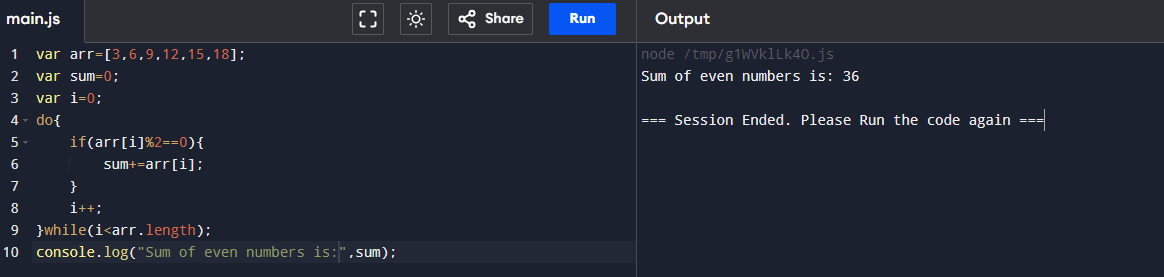 main.js Share Run Output
1 var arr=[3,6,9,12,15,18];
2 var sum=0;
3 var i=0;
4 do{
5 if(arr[i]%2==0){
6 sum+=arr[i];
7 }
8 i++;
9 }while(i<arr.length);
10 console.log("Sum of even numbers is:",sum);
node /tmp/g1WVklLk4O.js
Sum of even numbers is: 36
=== Session Ended. Please Run the code again ===